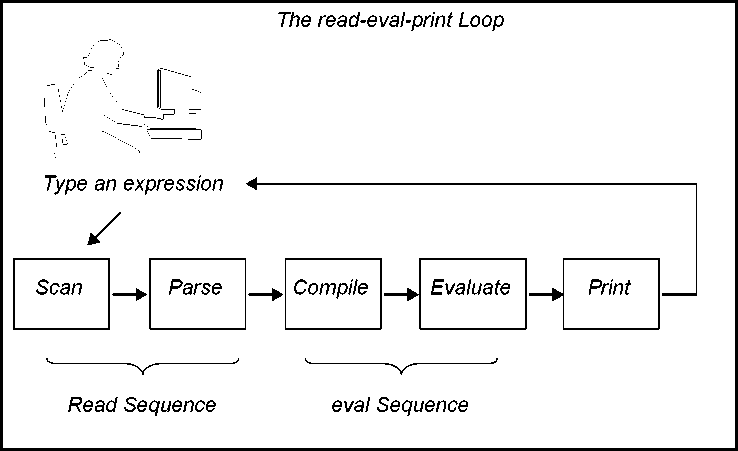 The read-eval-print Loop
Type an expression
Scan
Parse
Compile
Evaluate
Print
Read Sequence
eval Sequence